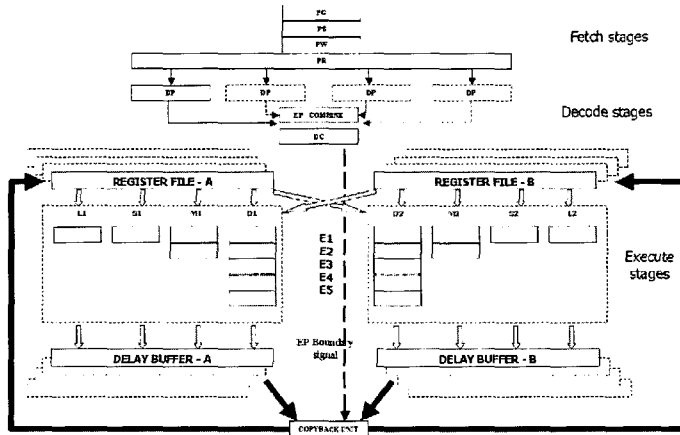 PG
PS
PW
PR
Fetch stages
DP DP DP DP
EP COMBINE
Decode stages
DC
REGISTER FILE - A
REGISTER FILE - B
L1 S1 M1 D1
D2 M2 S2 L2
E1
E2
E3
E4
E5
Execute
stages
EP Boundary
signal
DELAY BUFFER - A
DELAY BUFFER - B
COPYBACK UNIT